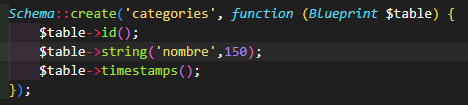 Schema::create('categories', function (Blueprint $table) {
    $table->id();
    $table->string('nombre',150);
    $table->timestamps();
});